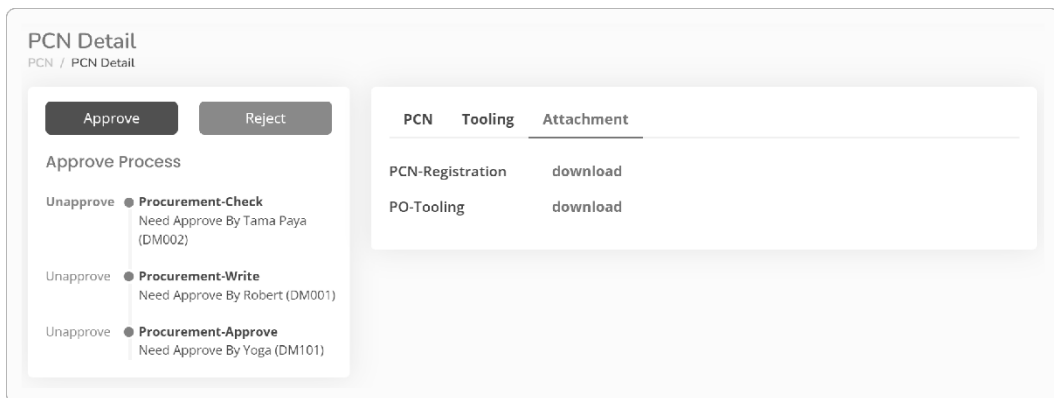 PCN Detail
PCN / PCN Detail
Approve Reject
Approve Process
Unapprove Procurement-Check
Need Approve By Tama Paya
(DM002)
Unapprove Procurement-Write
Need Approve By Robert (DM001)
Unapprove Procurement-Approve
Need Approve By Yoga (DM101)
PCN Tooling Attachment
PCN-Registration download
PO-Tooling download